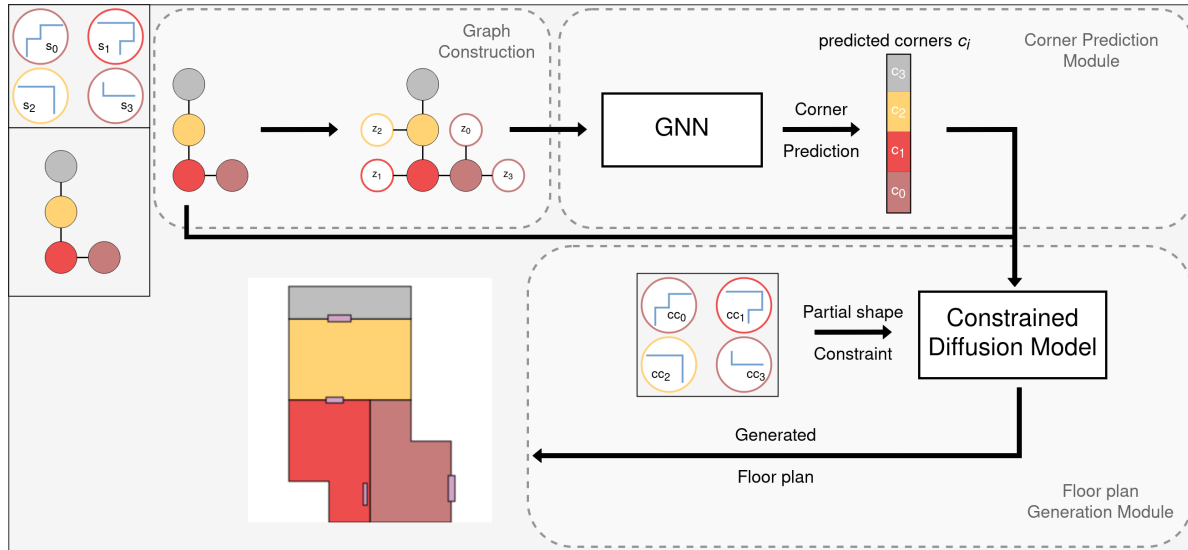 s0
s1
s2
s3
Graph
Construction
z2
z0
z1
z3
GNN
Corner
Prediction
predicted corners ci
c3
c2
c1
c0
Corner Prediction
Module
cc0
cc1
cc2
cc3
Partial shape
Constraint
Constrained
Diffusion Model
Generated
Floor plan
Floor plan
Generation Module